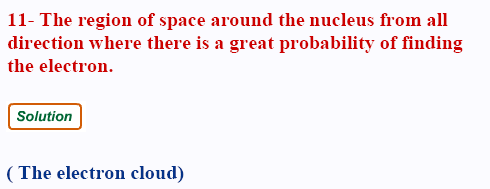 11- The region of space around the nucleus from all
direction where there is a great probability of finding
the electron.
Solution
( The electron cloud)